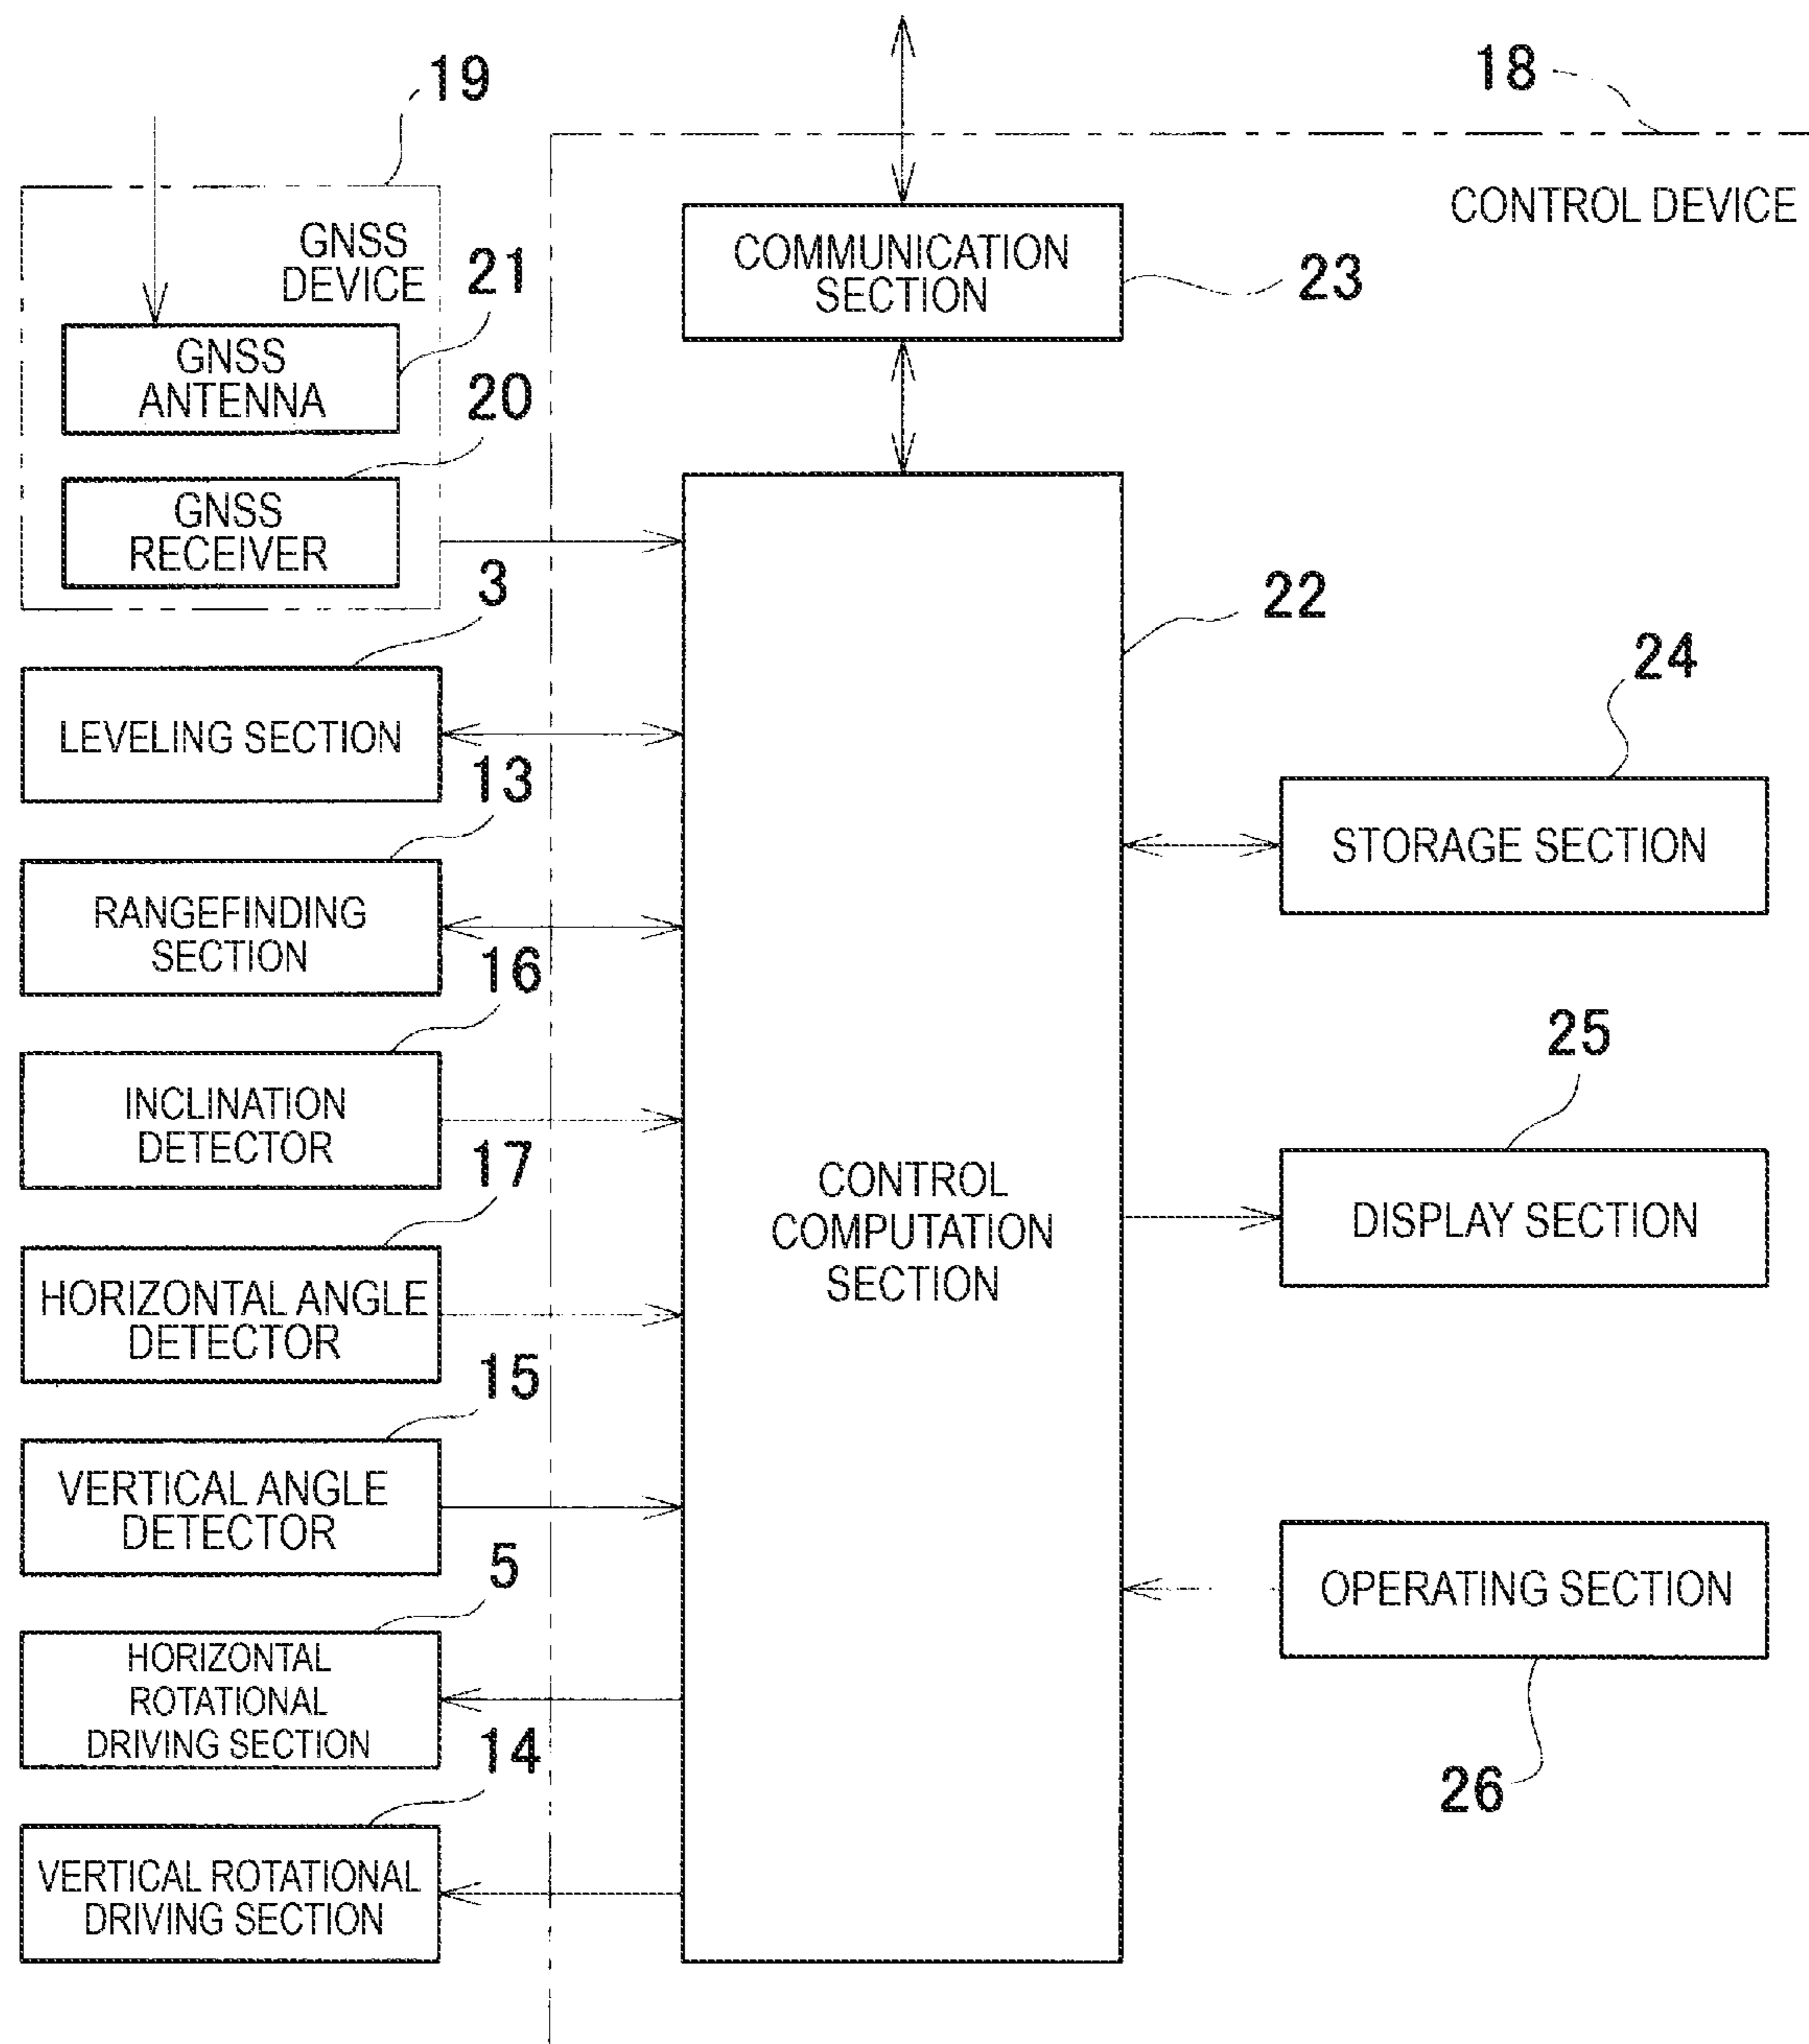 18
19
CONTROL DEVICE
GNSS
DEVICE
21
COMMUNICATION
SECTION
23
GNSS
ANTENNA
20
GNSS
RECEIVER
3
22
LEVELING SECTION
24
13
STORAGE SECTION
RANGEFINDING
SECTION
16
25
INCLINATION
DETECTOR
17
CONTROL
COMPUTATION
SECTION
DISPLAY SECTION
HORIZONTAL ANGLE
DETECTOR
15
VERTICAL ANGLE
DETECTOR
5
OPERATING SECTION
HORIZONTAL
ROTATIONAL
DRIVING SECTION
14
26
VERTICAL ROTATIONAL
DRIVING SECTION